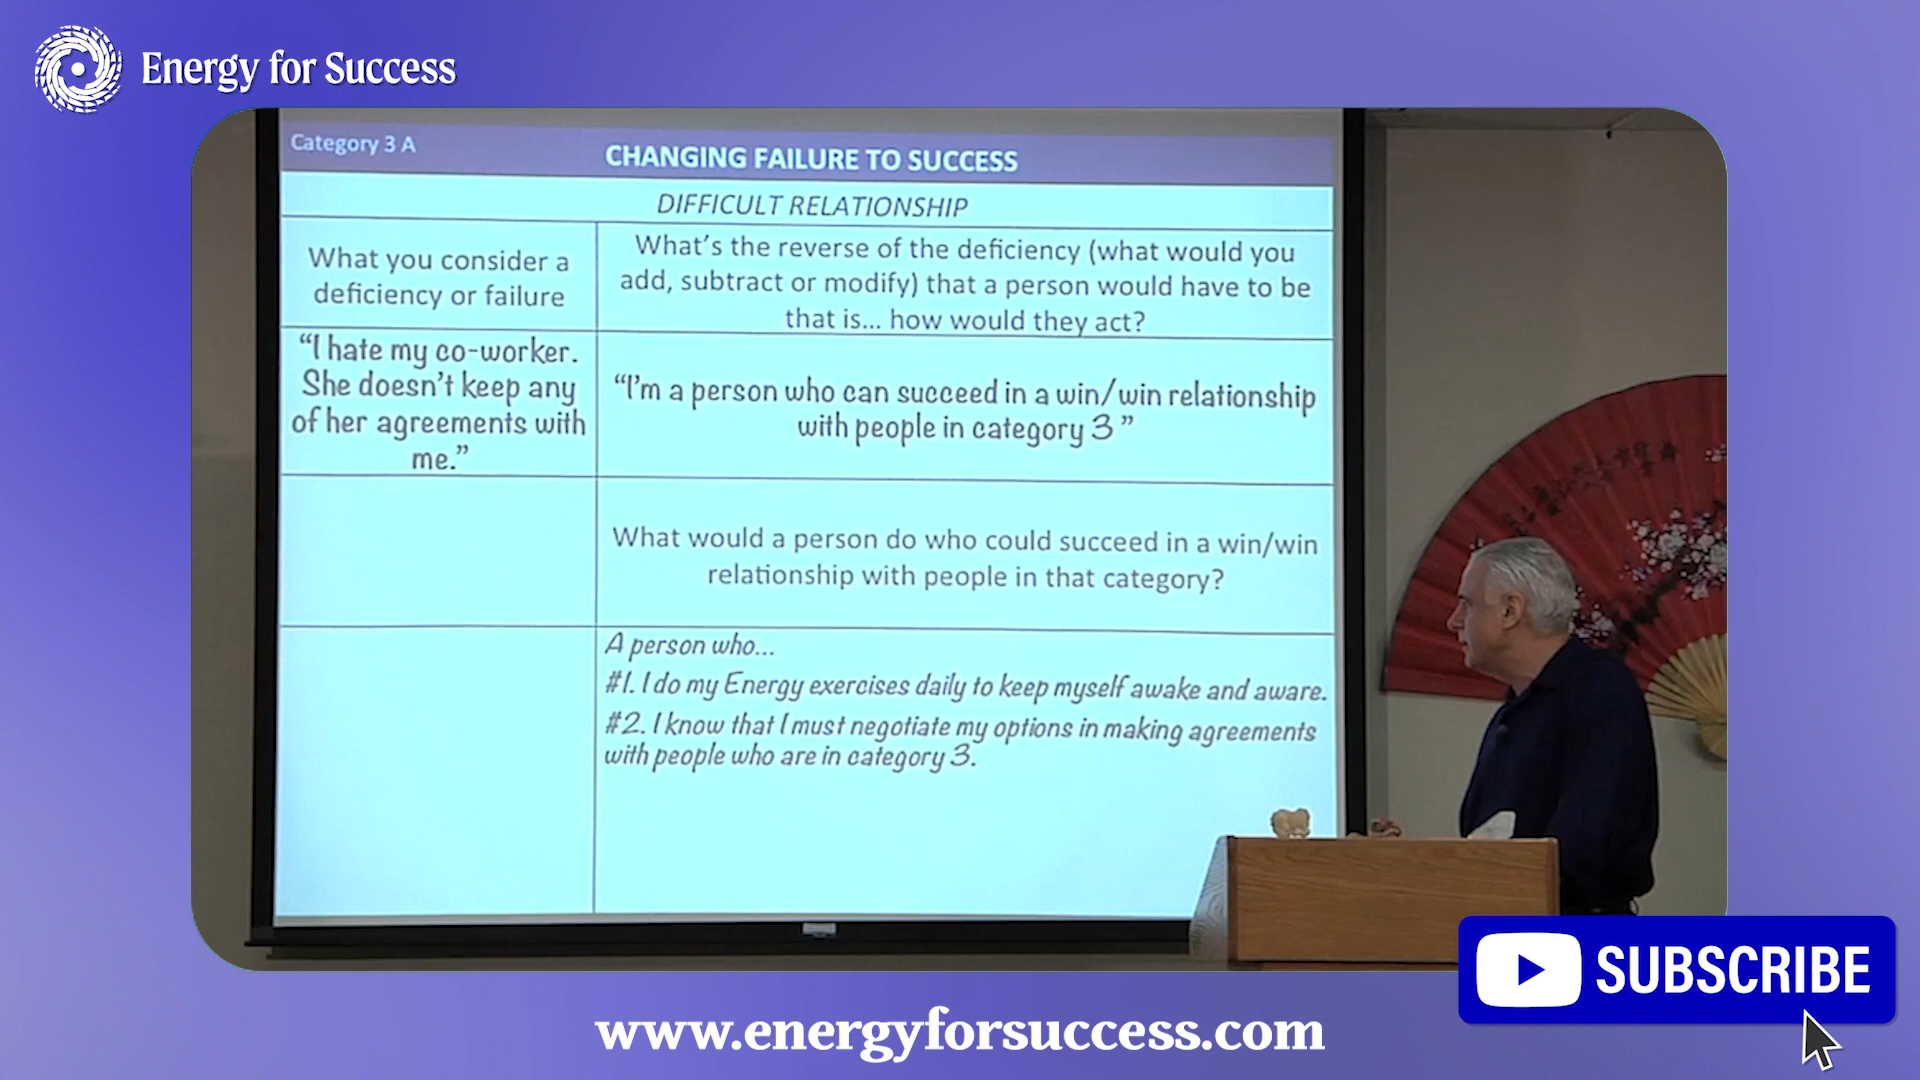 Energy for Success
Category 3 A
CHANGING FAILURE TO SUCCESS
DIFFICULT RELATIONSHIP
What you consider a
deficiency or failure
What's the reverse of the deficiency (what would you
add, subtract or modify) that a person would have to be
that is... how would they act?
“I hate my co-worker.
She doesn't keep any
of her agreements with
me.”
“I'm a person who can succeed in a win/win relationship
with people in category 3 ”
What would a person do who could succeed in a win/win
relationship with people in that category?
A person who...
#1. I do my Energy exercises daily to keep myself awake and aware.
#2. I know that I must negotiate my options in making agreements
with people who are in category 3.
SUBSCRIBE
www.energyforsuccess.com